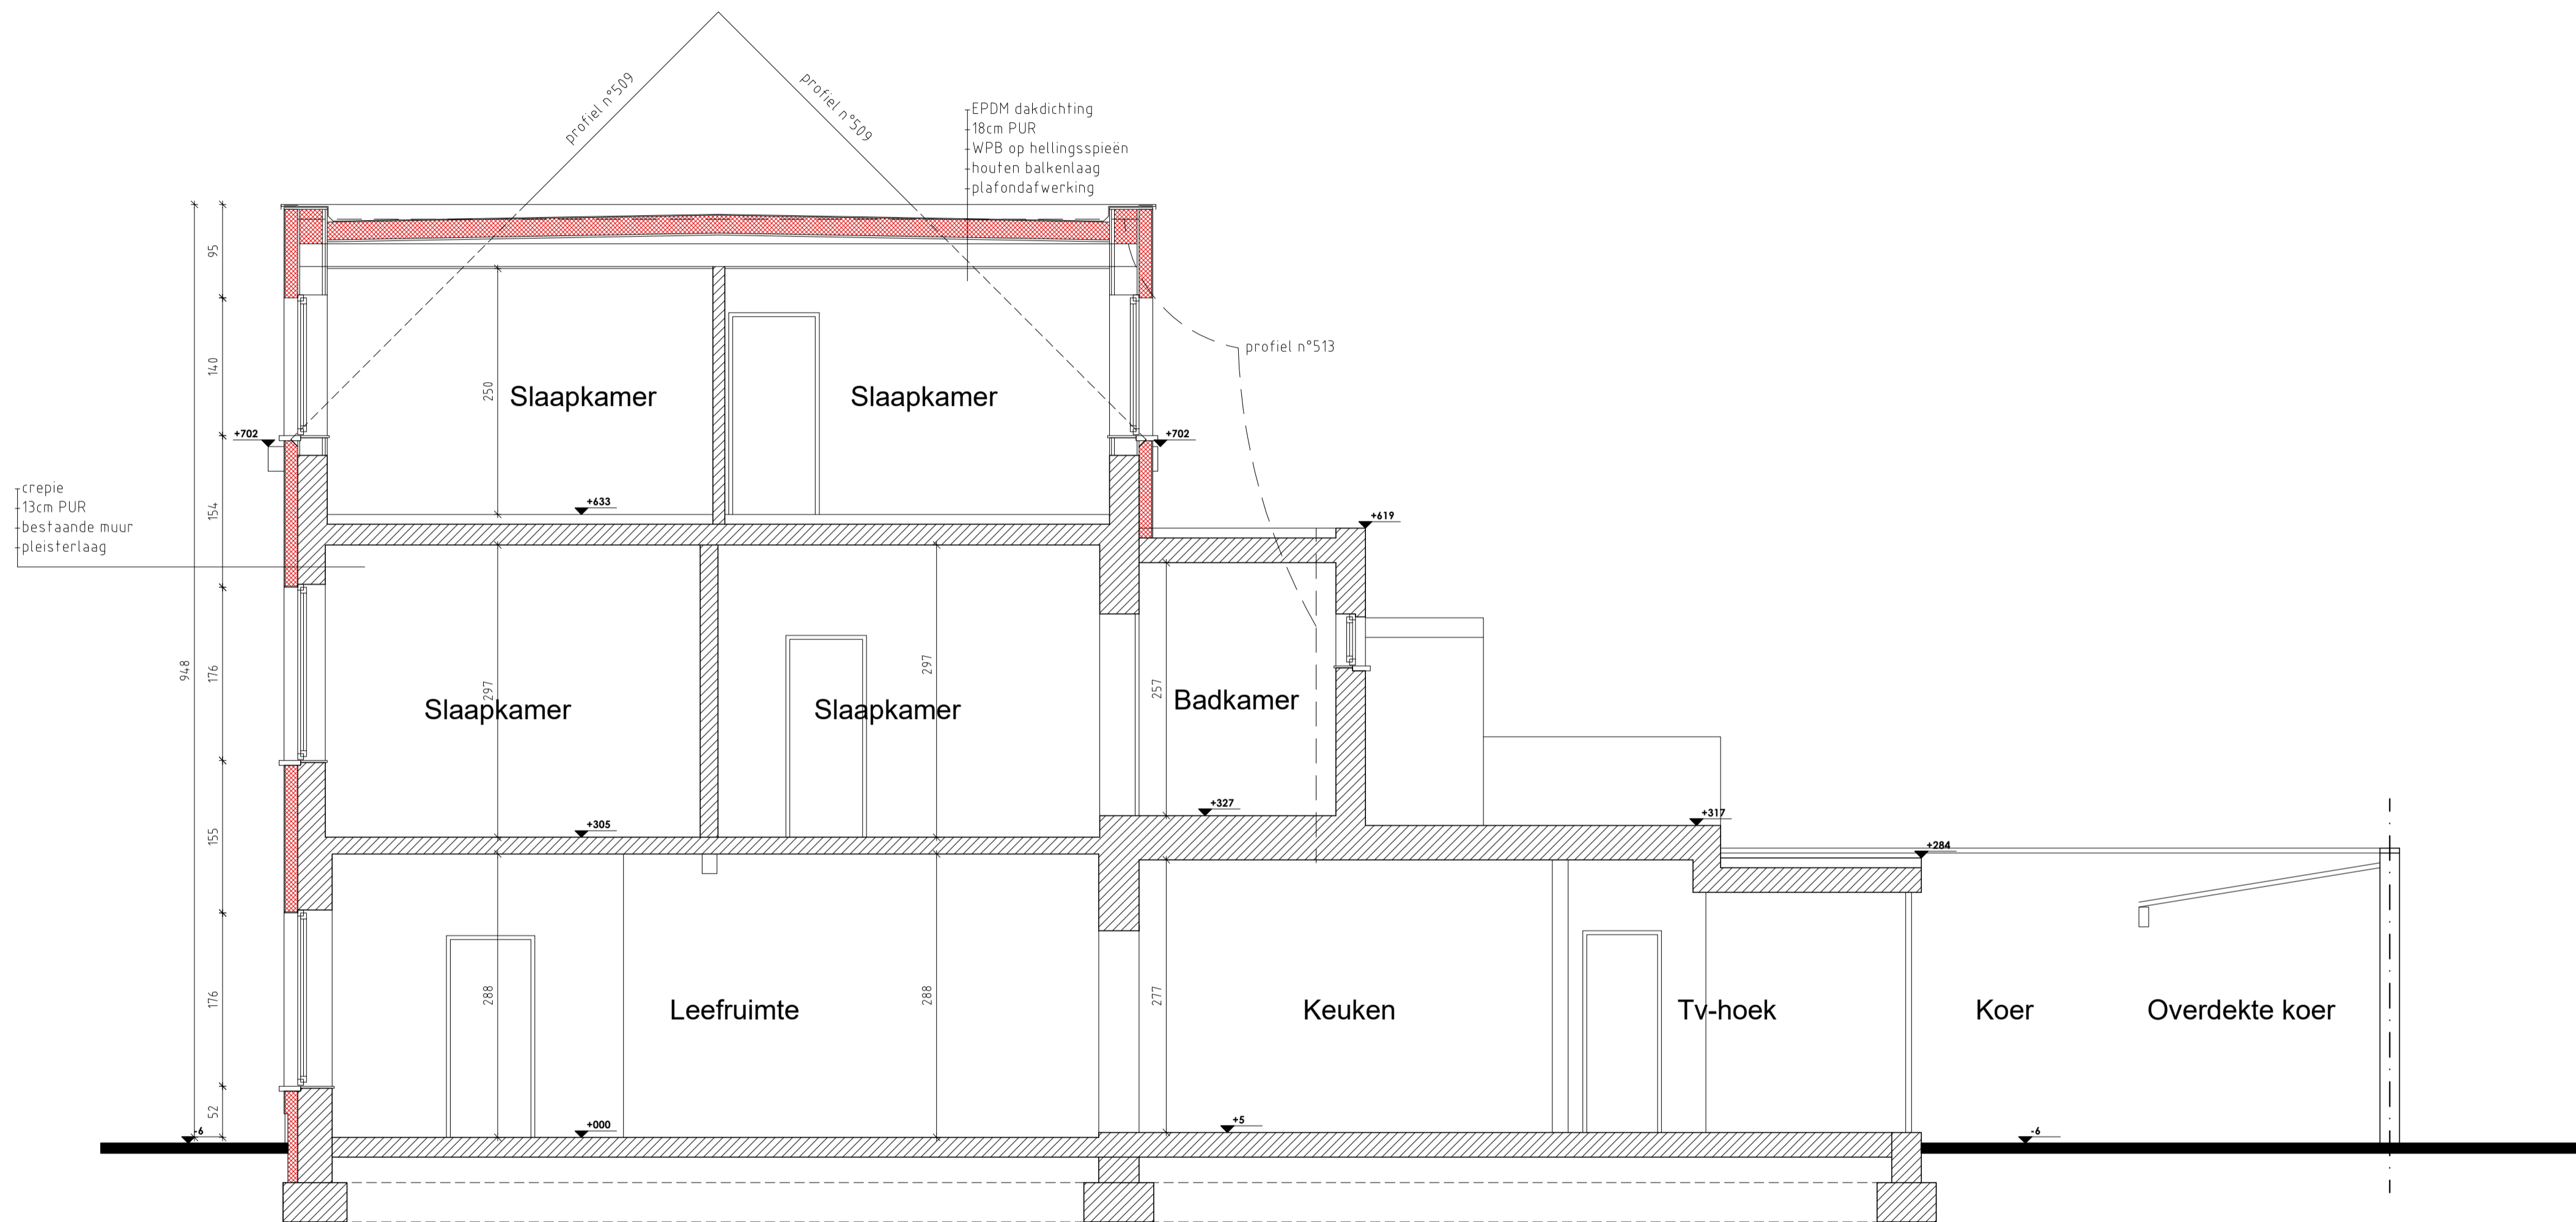 profiel n°509
profiel n°509
EPDM dakdichting
18cm PUR
WPB op hellingsspieën
houten balkenlaag
plafondafwerking
95
140
profiel n°513
250
Slaapkamer
Slaapkamer
+702
+702
crepie
13cm PUR
bestaande muur
pleisterlaag
154
+633
+619
948
176
297
297
257
Slaapkamer
Slaapkamer
Badkamer
155
+305
+327
+317
+284
176
288
288
277
Leefruimte
Keuken
Tv-hoek
Koer
Overdekte koer
52
-6
+000
+5
-6